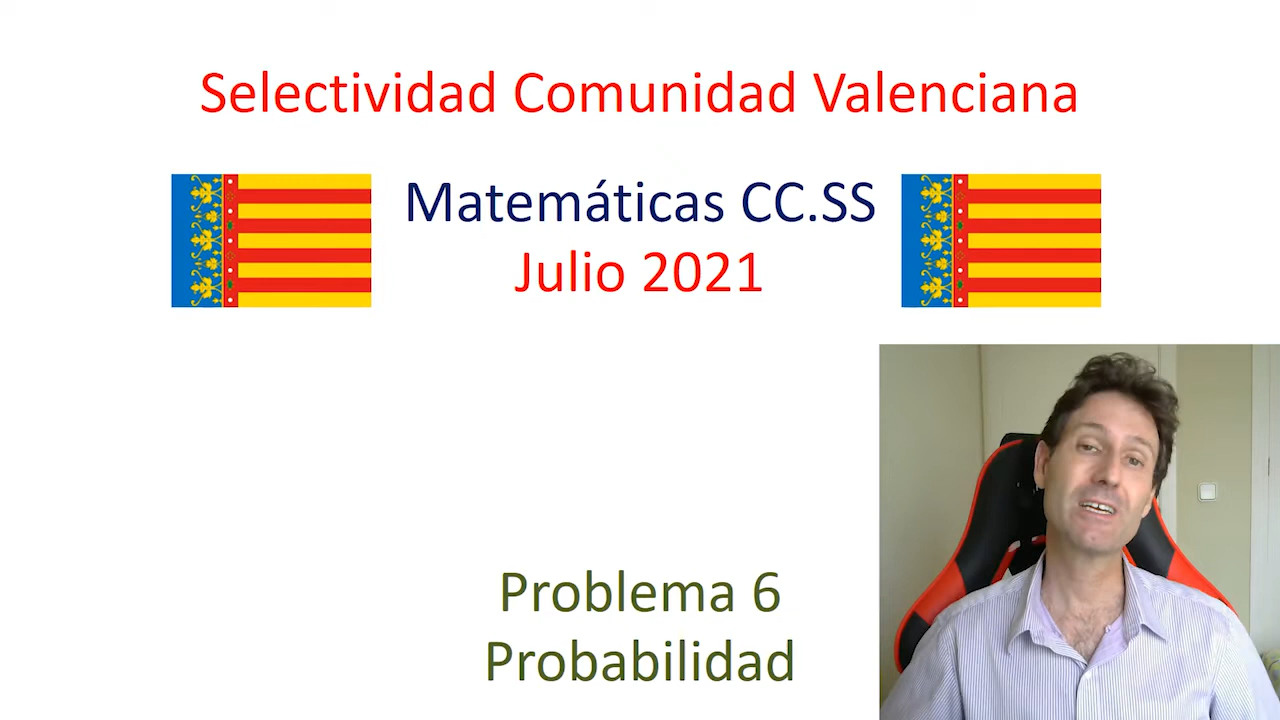 Selectividad Comunidad Valenciana
Matemáticas CC.SS
Julio 2021
Problema 6
Probabilidad